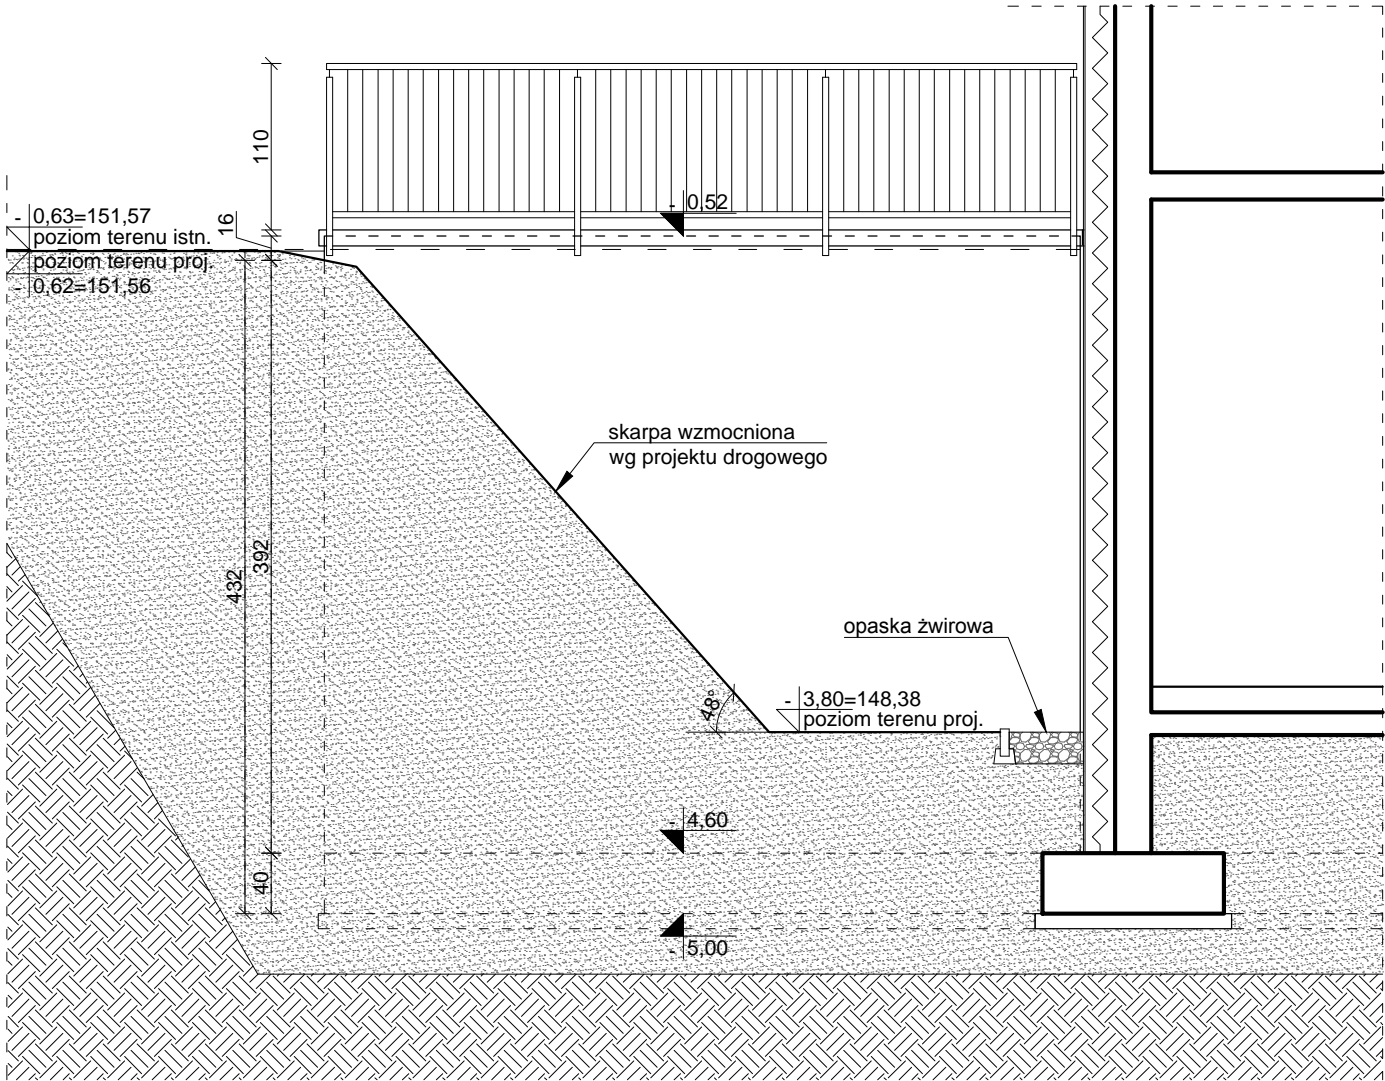 110
- 0,52
16
- 0,63=151,57
poziom terenu istn.
poziom terenu proj.
- 0,62=151,56
skarpa wzmocniona
wg projektu drogowego
392
432
opaska żwirowa
48°
- 3,80=148,38
poziom terenu proj.
- 4,60
40
- 5,00